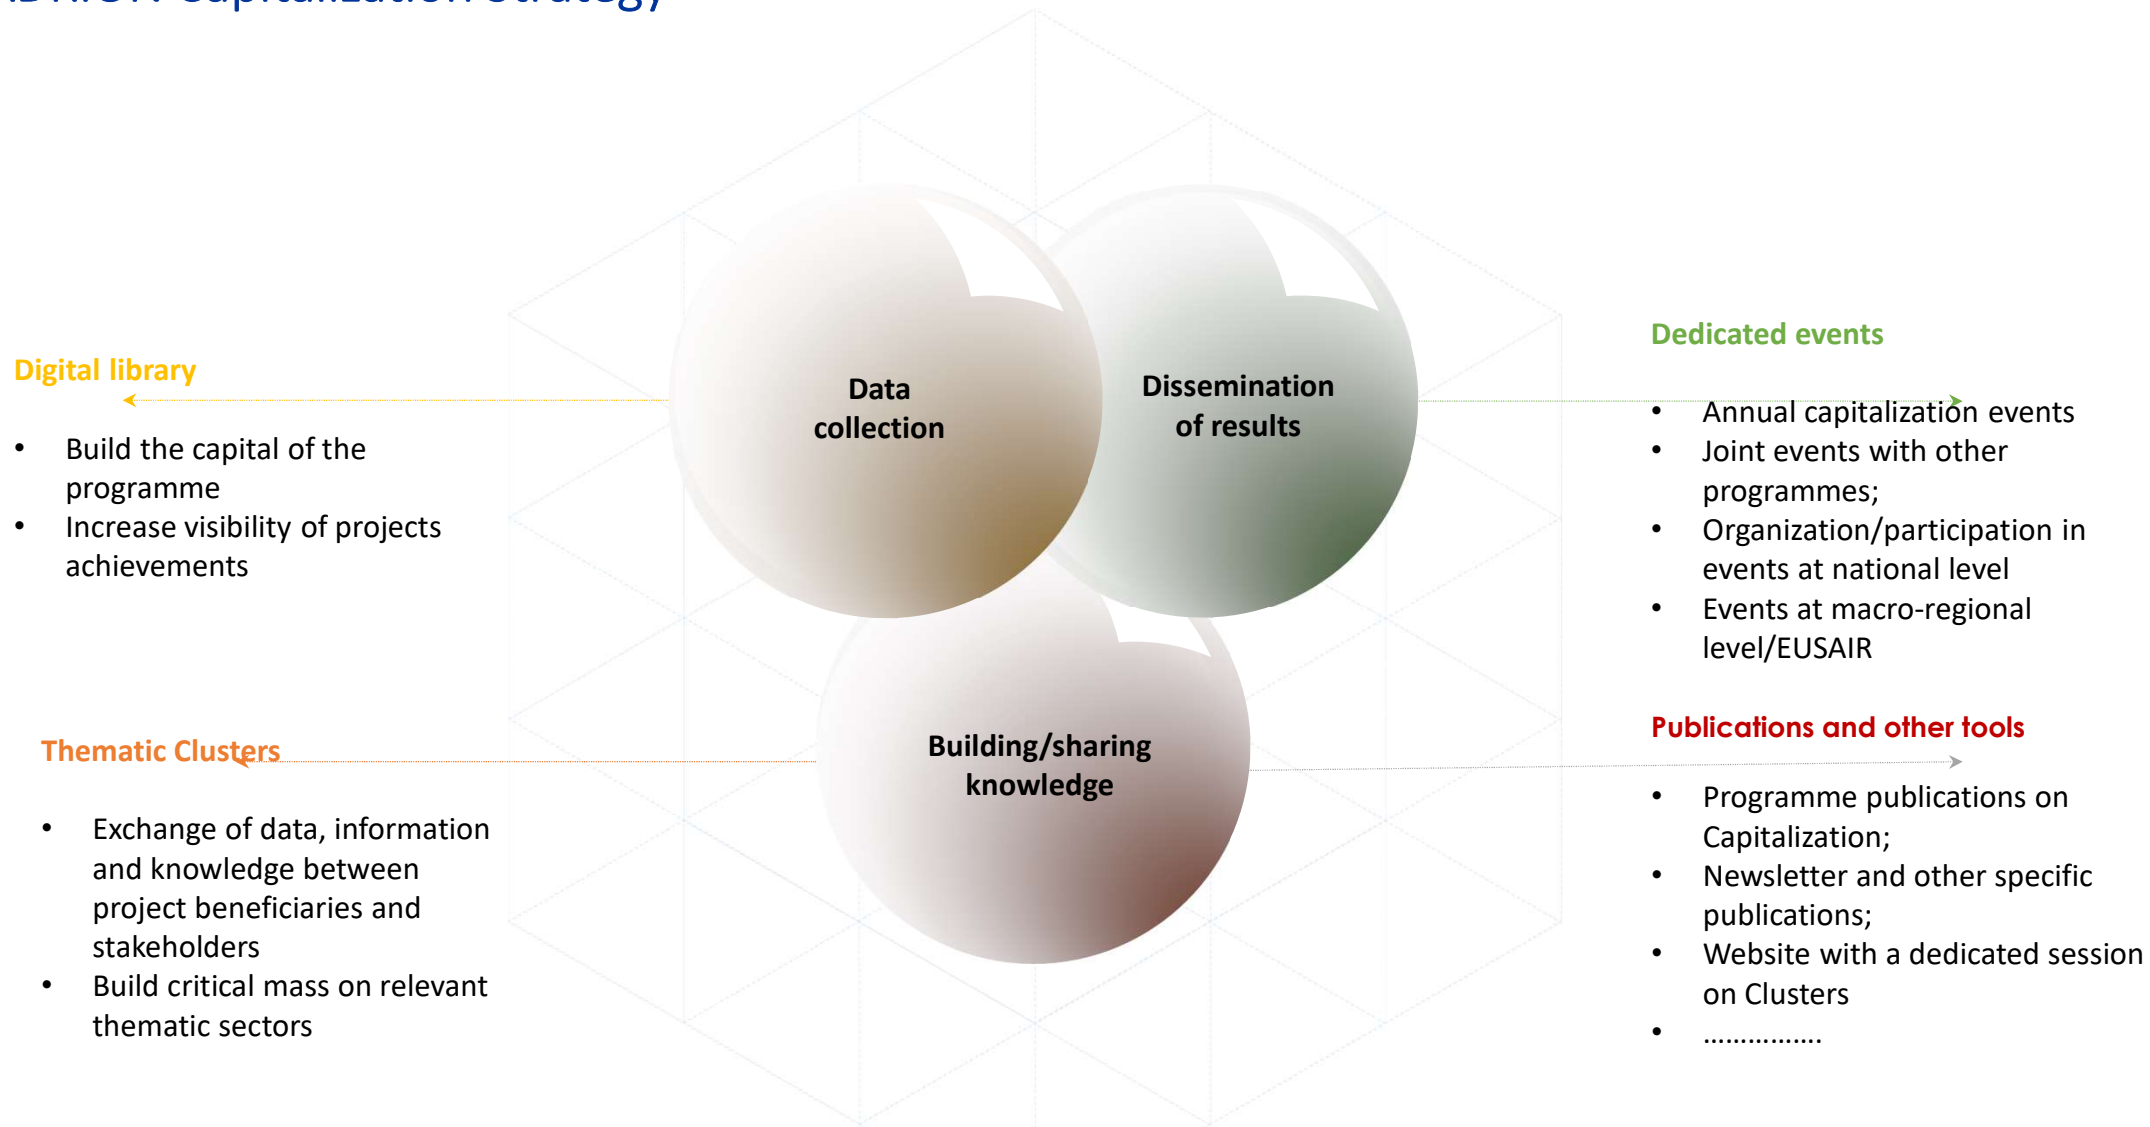 Capitalization Strategy
Digital library
• Build the capital of the
programme
• Increase visibility of projects
achievements
Thematic Clusters
• Exchange of data, information
and knowledge between
project beneficiaries and
stakeholders
• Build critical mass on relevant
thematic sectors
Data
collection
Dissemination
of results
Building/sharing
knowledge
Dedicated events
• Annual capitalization events
• Joint events with other
programmes;
• Organization/participation in
events at national level
• Events at macro-regional
level/EUSAIR
Publications and other tools
• Programme publications on
Capitalization;
• Newsletter and other specific
publications;
• Website with a dedicated session
on Clusters
• ................